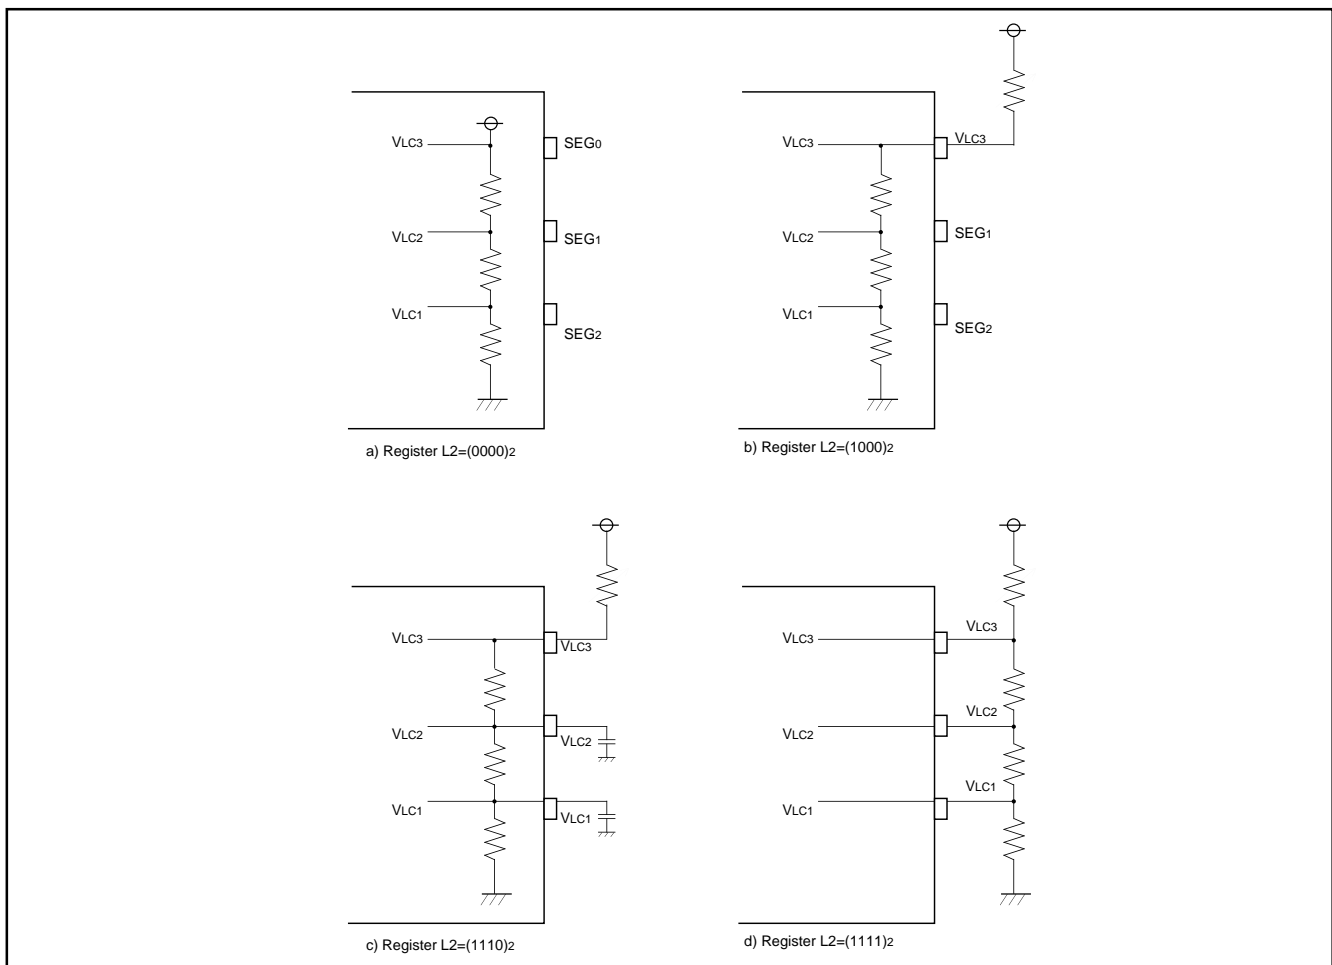 VLC3
SEG0
VLC2
SEG1
VLC1
SEG2
a) Register L2=(0000)2
VLC3
VLC3
VLC2
SEG1
VLC1
SEG2
b) Register L2=(1000)2
VLC3
VLC3
VLC2
VLC2
VLC1
VLC1
c) Register L2=(1110)2
VLC3
VLC3
VLC2
VLC2
VLC1
VLC1
d) Register L2=(1111)2